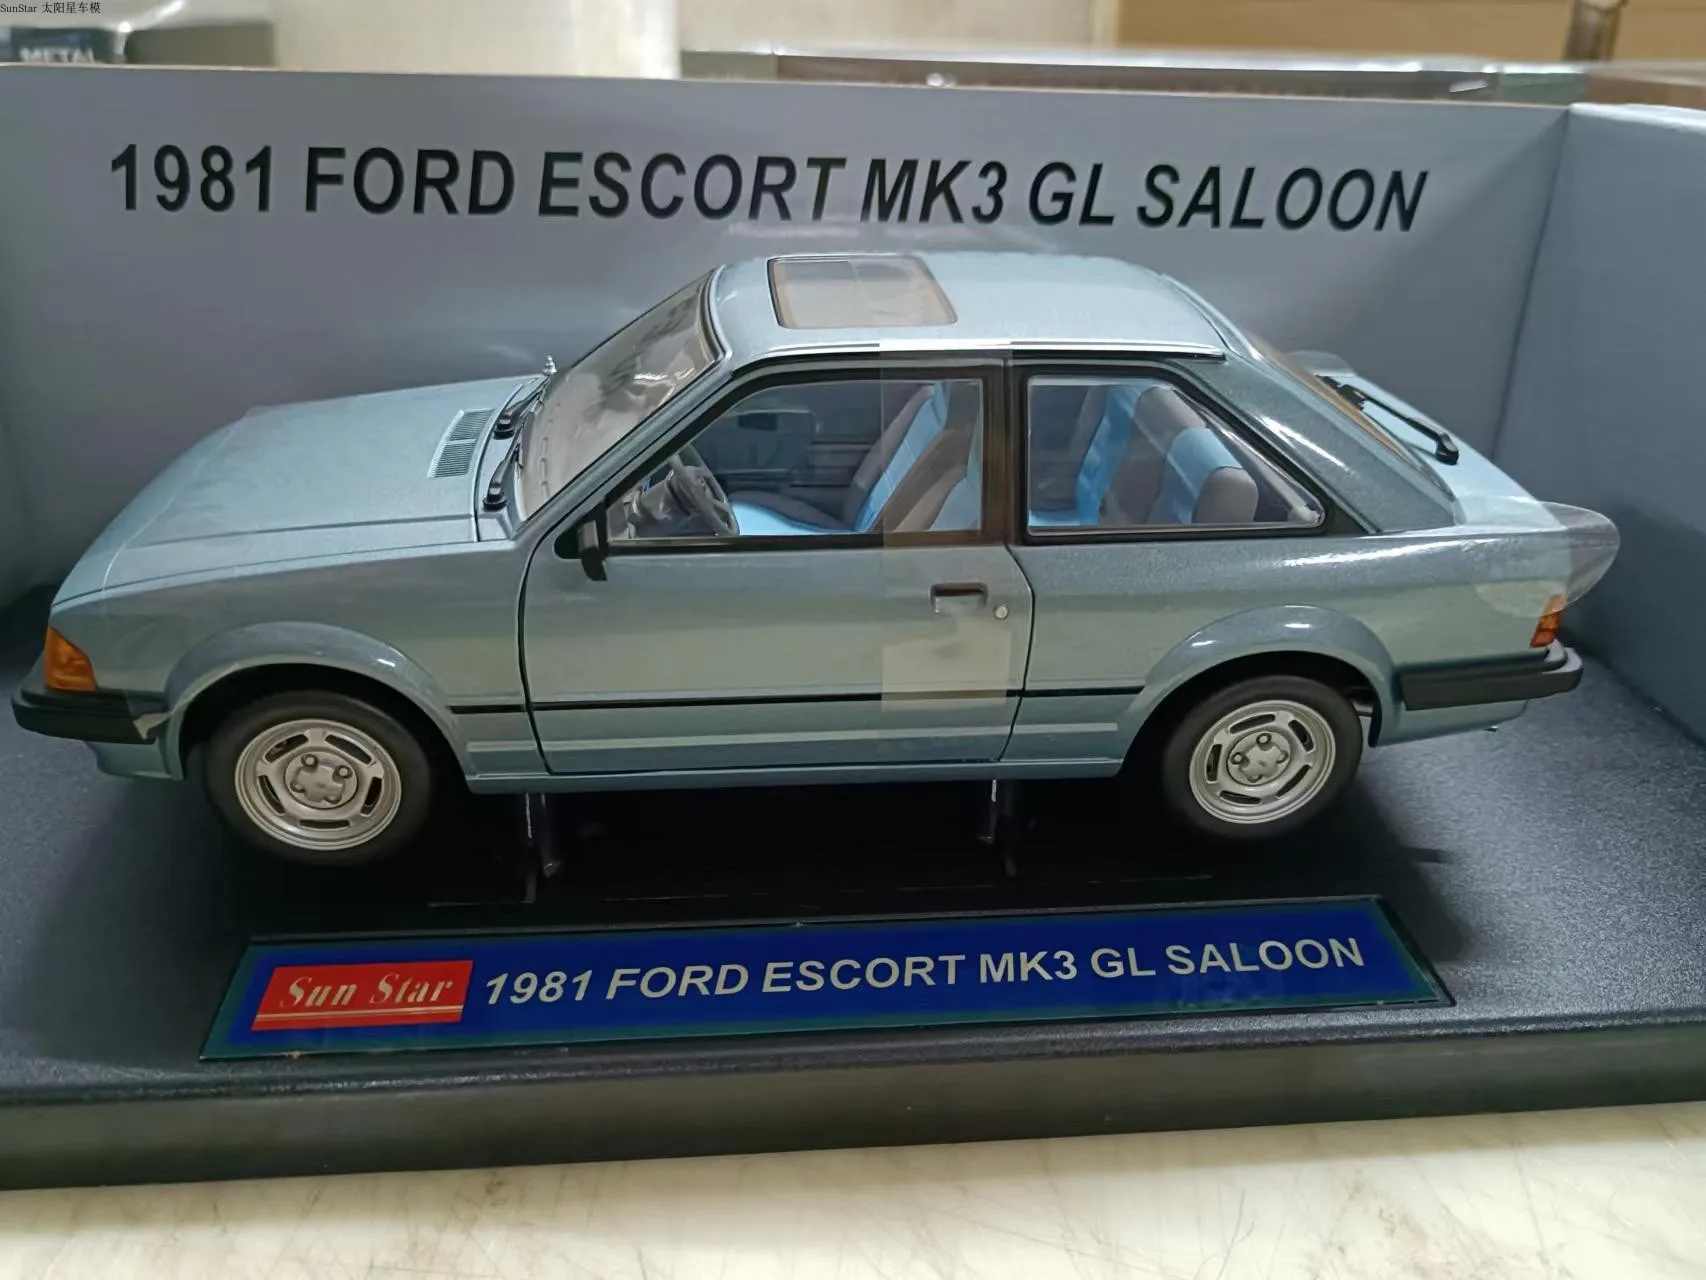 SunStar 太阳星车模
METAL
1981 FORD ESCORT MK3 GL SALOON
Sun Star 1981 FORD ESCORT MK3 GL SALOON